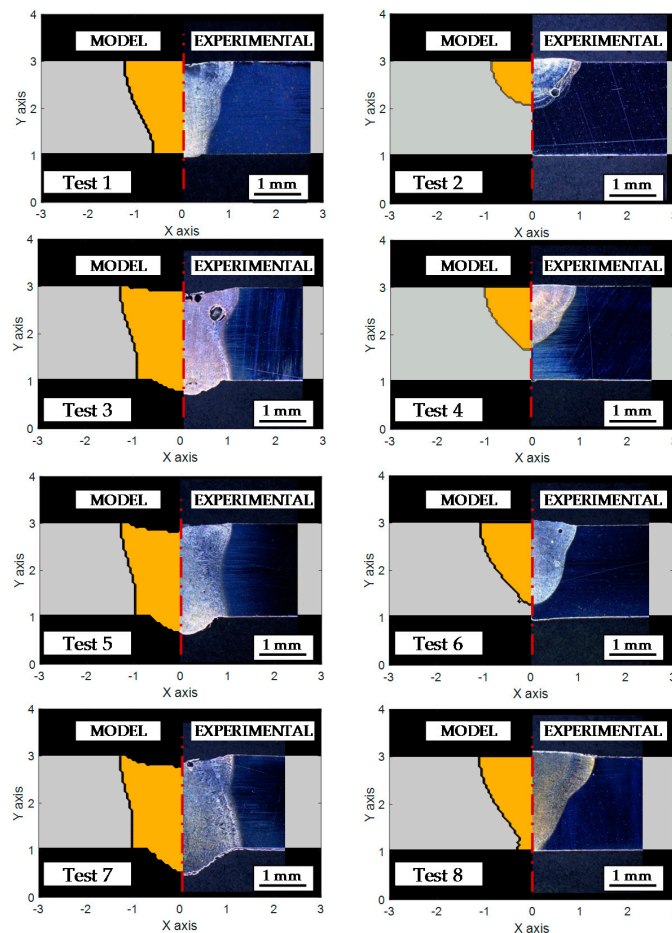 MODEL EXPERIMENTAL
Y axis
4
3
2
1
0
Test 1
1 mm
-3 -2 -1 0 1 2 3
X axis
MODEL EXPERIMENTAL
Y axis
4
3
2
1
0
Test 2
1 mm
-3 -2 -1 0 1 2 3
X axis
MODEL EXPERIMENTAL
Y axis
4
3
2
1
0
Test 3
1 mm
-3 -2 -1 0 1 2 3
X axis
MODEL EXPERIMENTAL
Y axis
4
3
2
1
0
Test 4
1 mm
-3 -2 -1 0 1 2 3
X axis
MODEL EXPERIMENTAL
Y axis
4
3
2
1
0
Test 5
1 mm
-3 -2 -1 0 1 2 3
X axis
MODEL EXPERIMENTAL
Y axis
4
3
2
1
0
Test 6
1 mm
-3 -2 -1 0 1 2 3
X axis
MODEL EXPERIMENTAL
Y axis
4
3
2
1
0
Test 7
1 mm
-3 -2 -1 0 1 2 3
X axis
MODEL EXPERIMENTAL
Y axis
4
3
2
1
0
Test 8
1 mm
-3 -2 -1 0 1 2 3
X axis